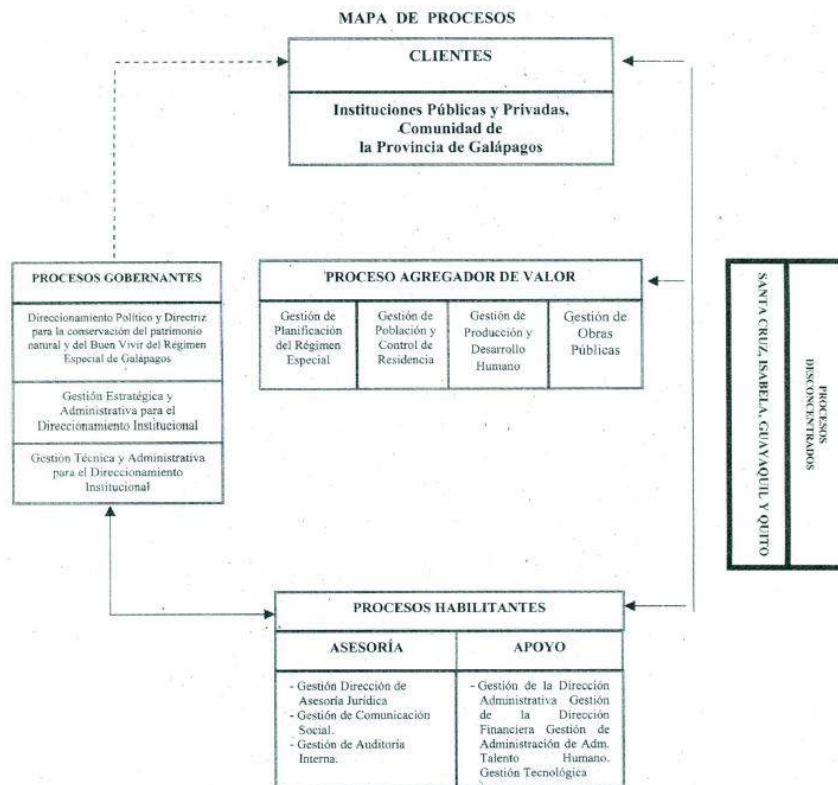 MAPA DE PROCESOS
CLIENTES
Instituciones Públicas y Privadas,
Comunidad de
la Provincia de Galápagos
PROCESOS GOBERNANTES
Direccionamiento Político y Directriz
para la conservación del patrimonio
natural y del Buen Vivir del Régimen
Especial de Galápagos
Gestión Estratégica y
Administrativa para el
Direccionamiento Institucional
Gestión Técnica y Administrativa
para el Direccionamiento
Institucional
PROCESO AGREGADOR DE VALOR
Gestión de
Planificación
del Régimen
Especial
Gestión de
Población y
Control de
Residencia
Gestión de
Producción y
Desarrollo
Humano
Gestión de
Obras
Públicas
PROCESOS
DESCONCENTRADOS
SANTA CRUZ, ISABELA, GUAYAQUIL Y QUITO
PROCESOS HABILITANTES
ASESORÍA
- Gestión Dirección de
Asesoría Jurídica
- Gestión de Comunicación
Social.
- Gestión de Auditoría
Interna.
APOYO
- Gestión de la Dirección
Administrativa Gestión
de la Dirección
Financiera Gestión de
Administración de Adm.
Talento Humano.
Gestión Tecnológica